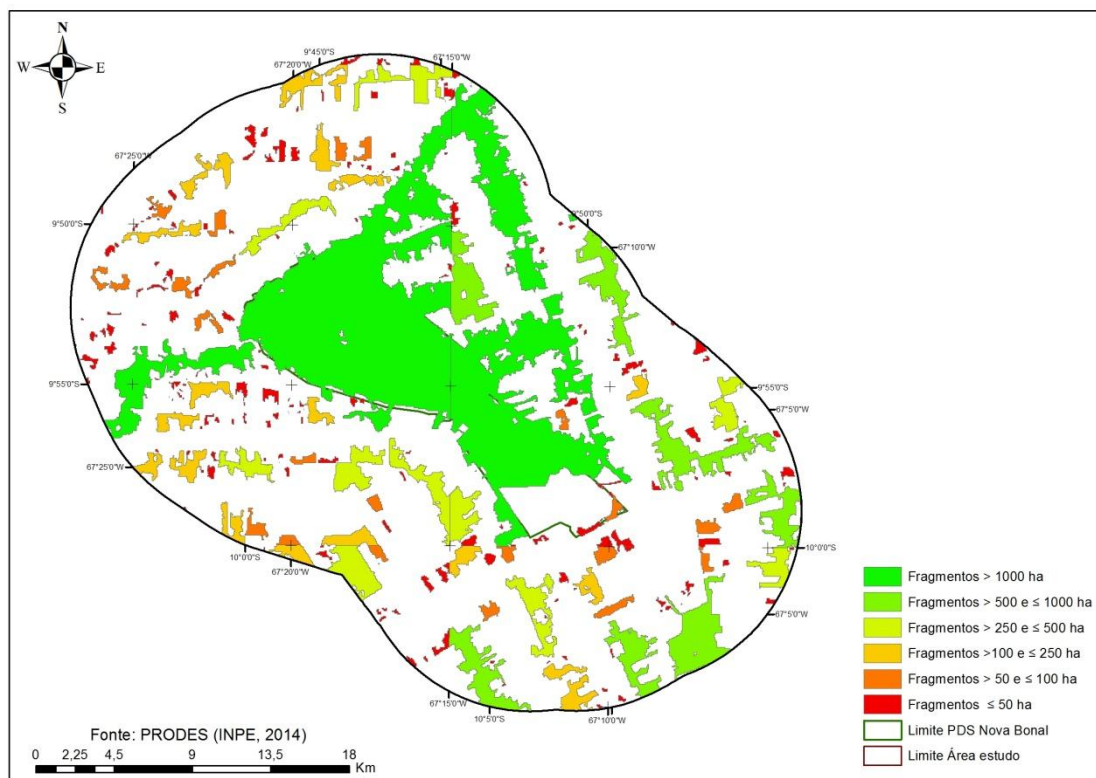 N
W E
S
9°45'0"S
67°20'0"W
67°15'0"W
67°25'0"W
9°50'0"S
9°50'0"S
67°10'0"W
9°55'0"S
9°55'0"S
67°5'0"W
67°25'0"W
10°0'0"S
67°20'0"W
10°0'0"S
67°5'0"W
67°15'0"W
10°5'0"S
67°10'0"W
Fragmentos > 1000 ha
Fragmentos > 500 e ≤ 1000 ha
Fragmentos > 250 e ≤ 500 ha
Fragmentos >100 e ≤ 250 ha
Fragmentos > 50 e ≤ 100 ha
Fragmentos ≤ 50 ha
Limite PDS Nova Bonal
Limite Área estudo
Fonte: PRODES (INPE, 2014)
0 2,25 4,5 9 13,5 18
Km